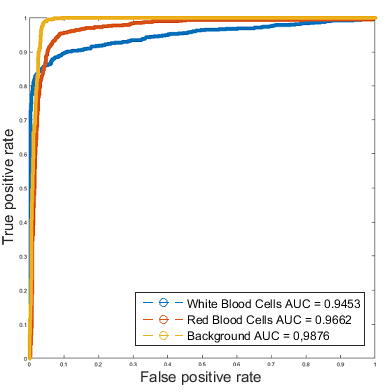 1
0.9
0.8
0.7
0.6
0.5
0.4
0.3
0.2
0.1
0
True positive rate
White Blood Cells AUC = 0.9453
Red Blood Cells AUC = 0.9662
Background AUC = 0,9876
0 0.1 0.2 0.3 0.4 0.5 0.6 0.7 0.8 0.9 1
False positive rate